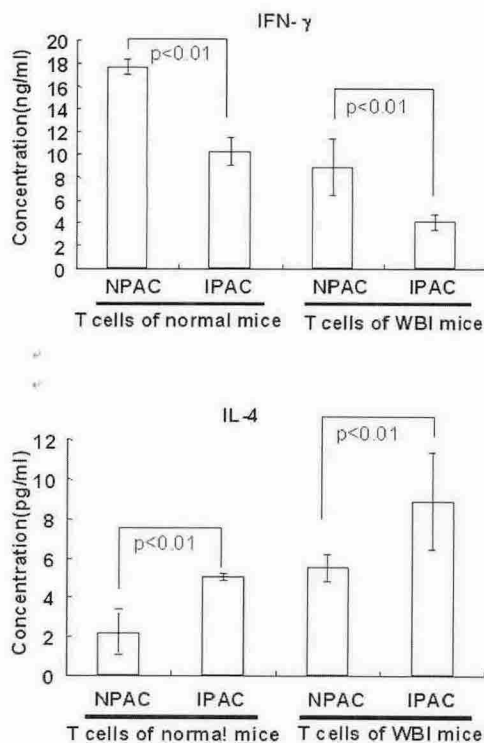 IFN- γ
Concentration(ng/ml)
20
18
16
14
12
10
8
6
4
2
0
p<0.01
p<0.01
NPAC IPAC NPAC IPAC
T cells of normal mice T cells of WBI mice
IL-4
Concentration(pg/ml)
12
10
8
6
4
2
0
p<0.01
p<0.01
NPAC IPAC NPAC IPAC
T cells of norma! mice T cells of WBI mice